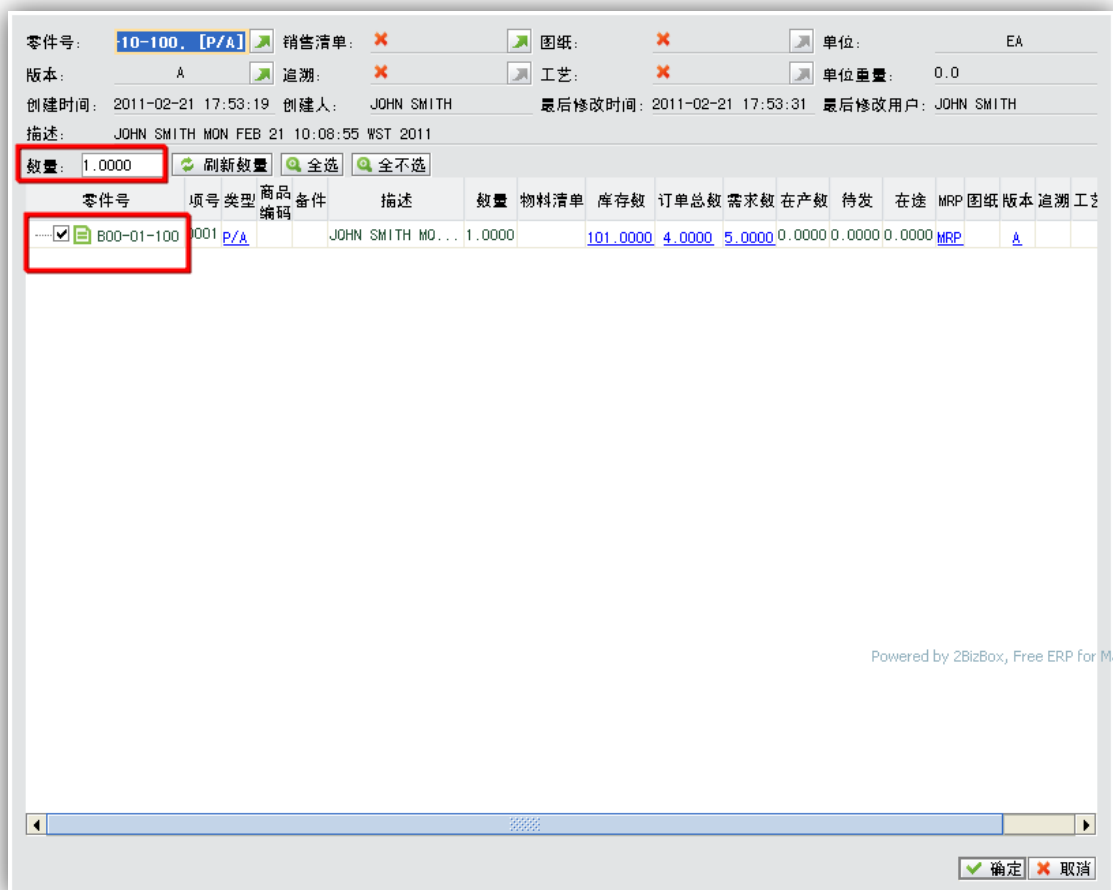 零件号: -10-100. [P/A] 销售清单: 图纸: 单位: EA
版本: A 追溯: 工艺: 单位重量: 0.0
创建时间: 2011-02-21 17:53:19 创建人: JOHN SMITH 最后修改时间: 2011-02-21 17:53:31 最后修改用户: JOHN SMITH
描述: JOHN SMITH MON FEB 21 10:08:55 WST 2011
数量: 1.0000 刷新数量 全选 全不选
零件号 项号 类型 商品编码 备件 描述 数量 物料清单 库存数 订单总数 需求数 在产数 待发 在途 MRP 图纸 版本 追溯
B00-01-100 0001 P/A JOHN SMITH MO... 1.0000 101.0000 4.0000 5.0000 0.0000 0.0000 0.0000 MRP A
Powered by 2BizBox, Free ERP for
确定 取消